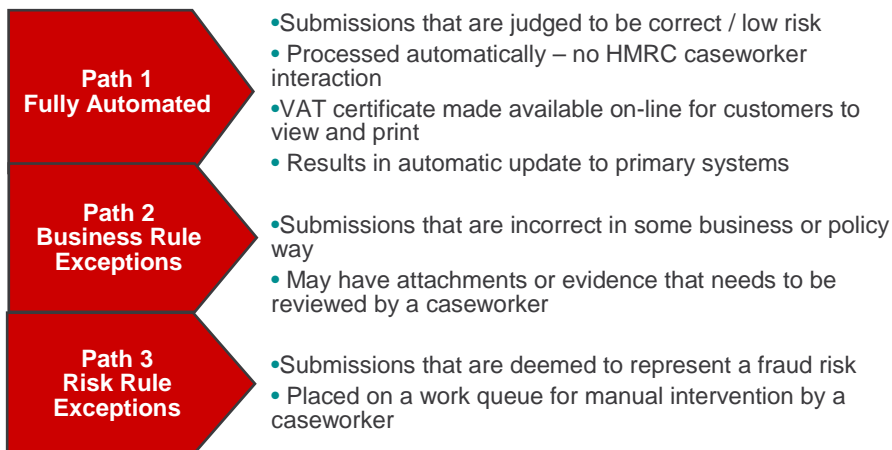 Path 1
Fully Automated
•Submissions that are judged to be correct / low risk
• Processed automatically – no HMRC caseworker
interaction
•VAT certificate made available on-line for customers to
view and print
• Results in automatic update to primary systems
Path 2
Business Rule
Exceptions
•Submissions that are incorrect in some business or policy
way
• May have attachments or evidence that needs to be
reviewed by a caseworker
Path 3
Risk Rule
Exceptions
•Submissions that are deemed to represent a fraud risk
• Placed on a work queue for manual intervention by a
caseworker